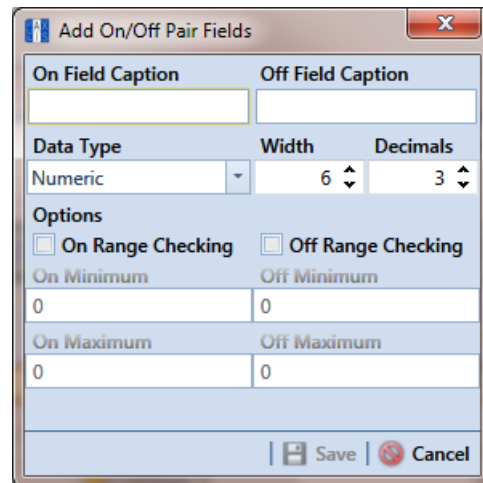 Add On/Off Pair Fields
On Field Caption Off Field Caption
Data Type Width Decimals
Numeric 6 3
Options
On Range Checking Off Range Checking
On Minimum Off Minimum
0 0
On Maximum Off Maximum
0 0
Save Cancel